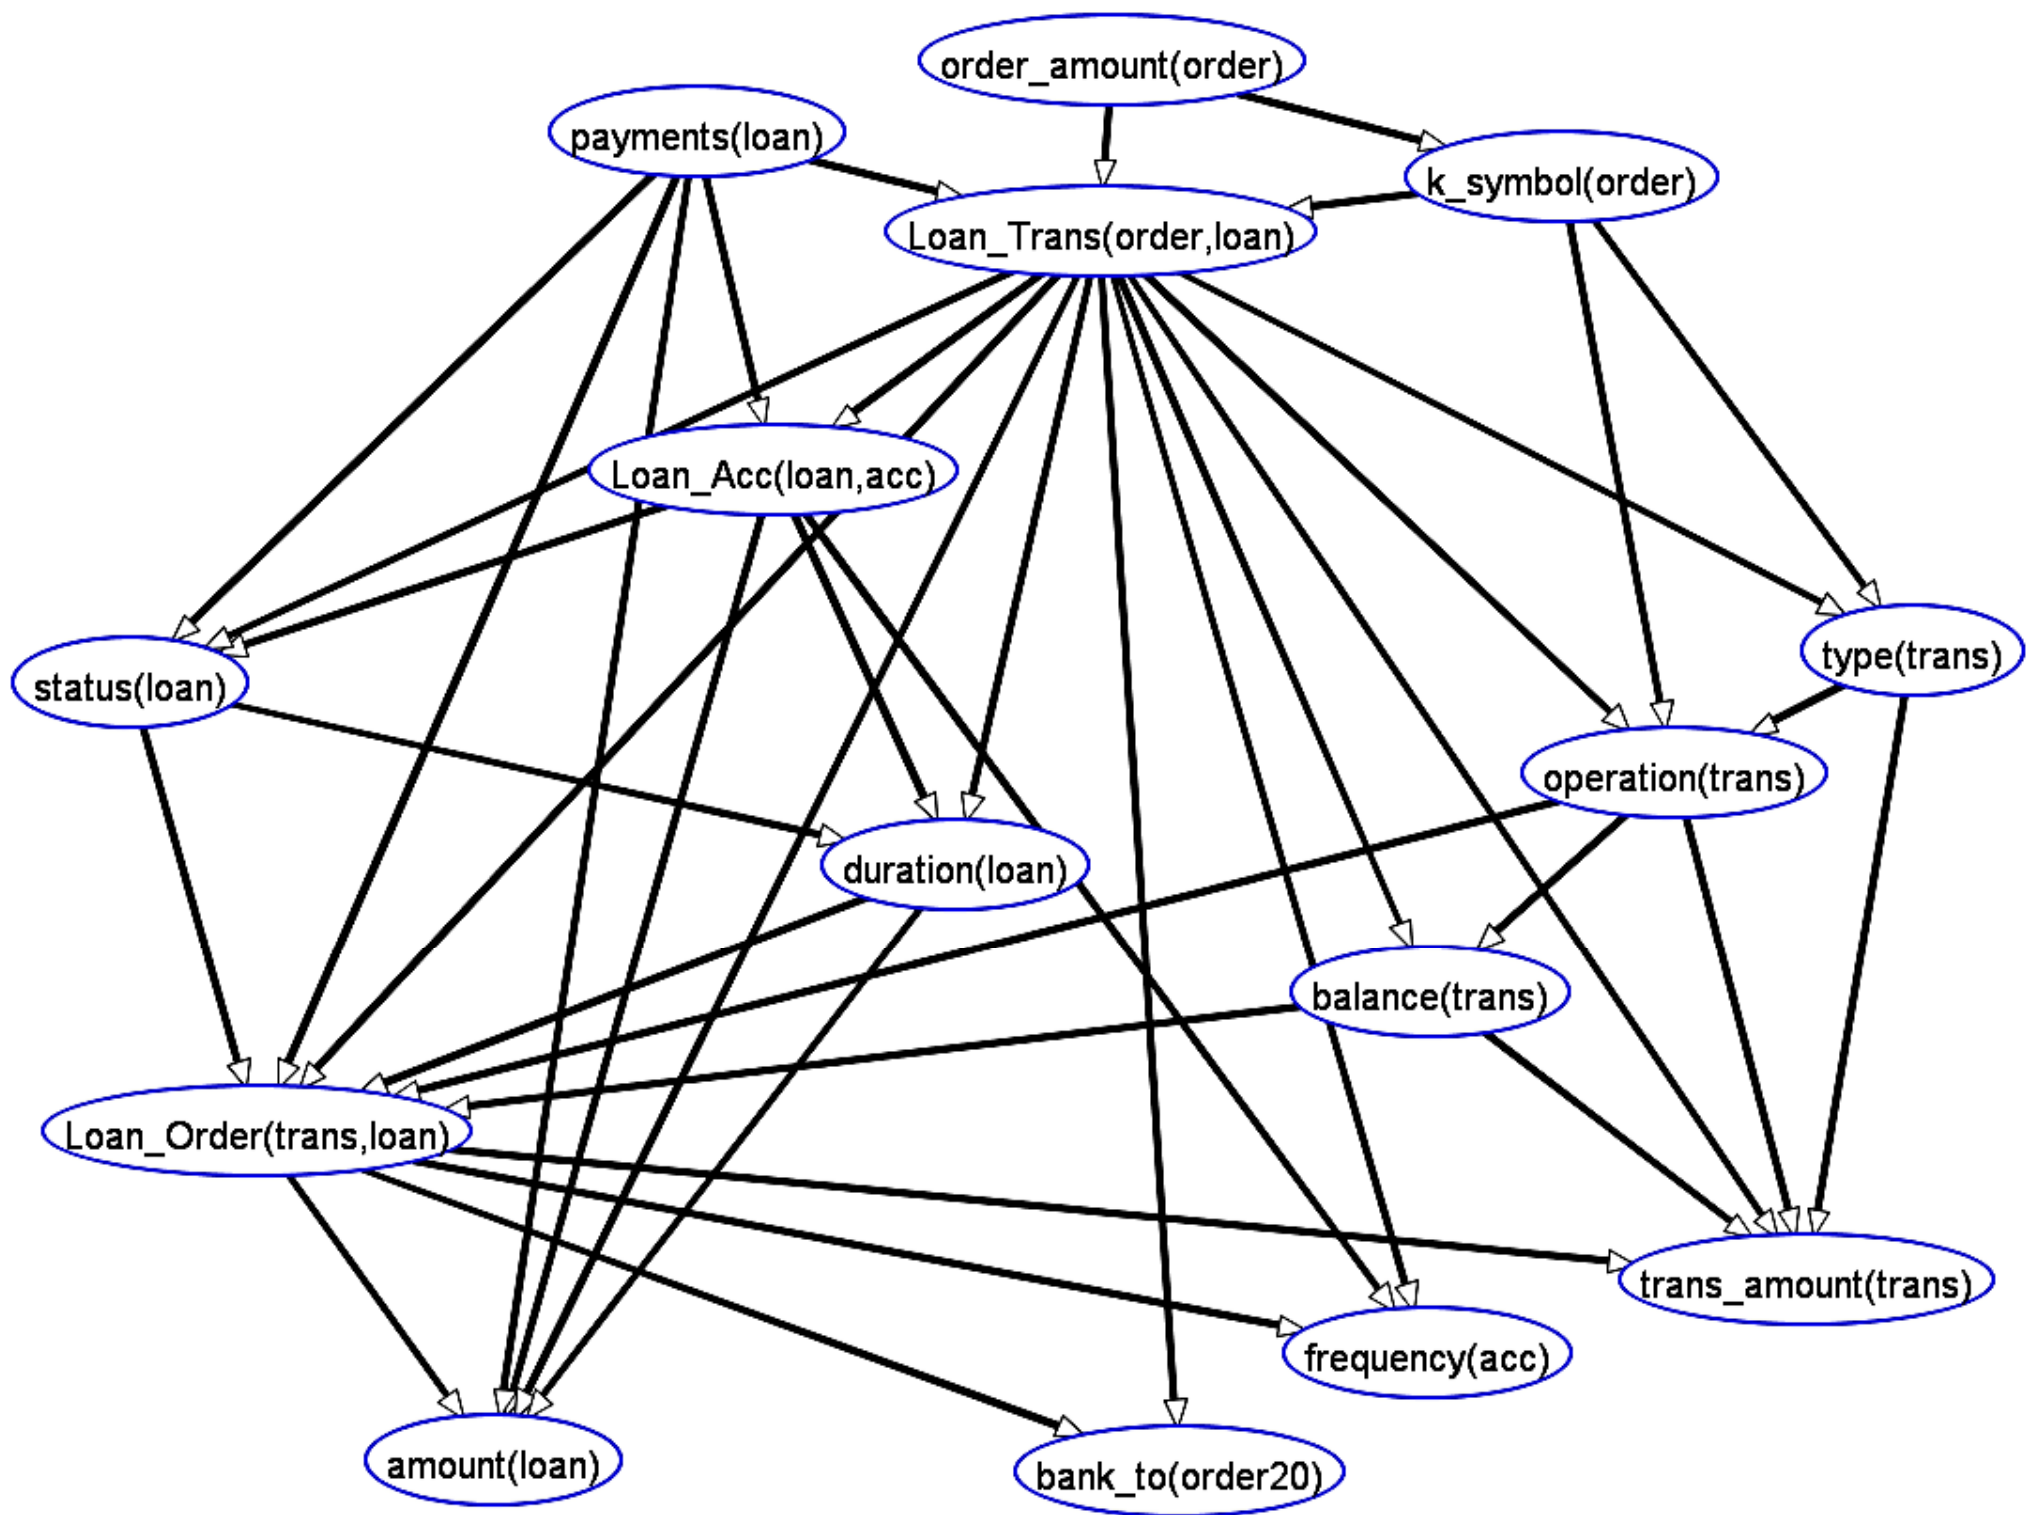 order_amount(order)
payments(loan)
k_symbol(order)
Loan_Trans(order,loan)
Loan_Acc(loan,acc)
type(trans)
status(loan)
operation(trans)
duration(loan)
balance(trans)
Loan_Order(trans,loan)
trans_amount(trans)
frequency(acc)
amount(loan)
bank_to(order20)